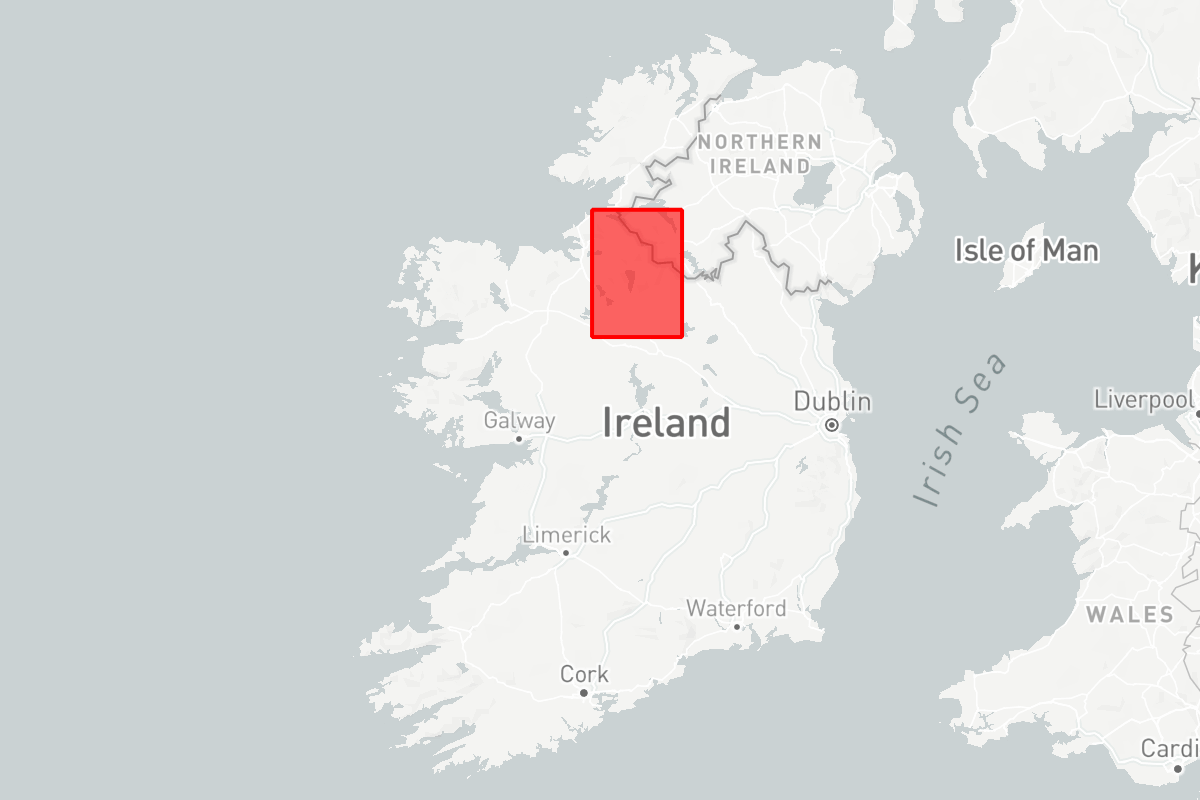 NORTHERN
IRELAND
Isle of Man
K
Irish Sea
Dublin
Liverpool
Galway
Ireland
Limerick
Waterford
WALES
Cork
Cardi